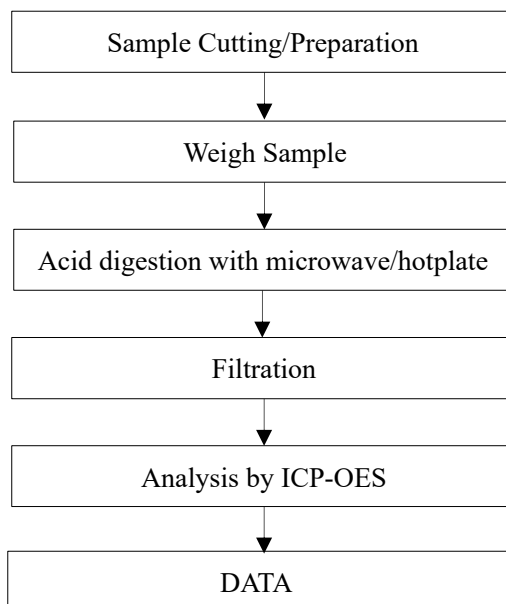 Sample Cutting/Preparation
Weigh Sample
Acid digestion with microwave/hotplate
Filtration
Analysis by ICP-OES
DATA